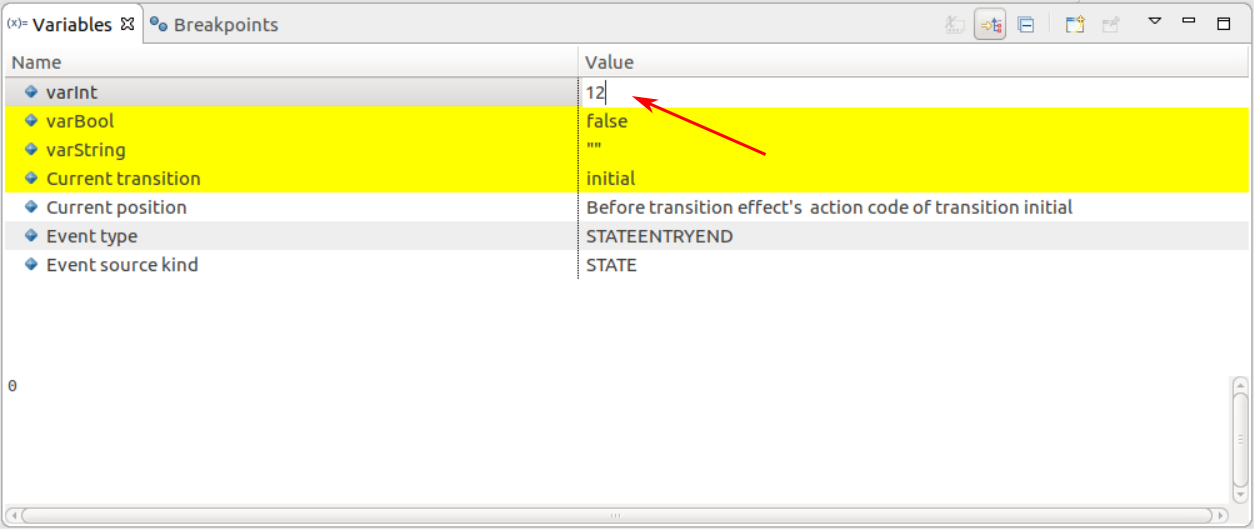 (x)= Variables Breakpoints
Name Value
varInt 12
varBool false
varString ""
Current transition initial
Current position Before transition effect's action code of transition initial
Event type STATEENTRYEND
Event source kind STATE
0